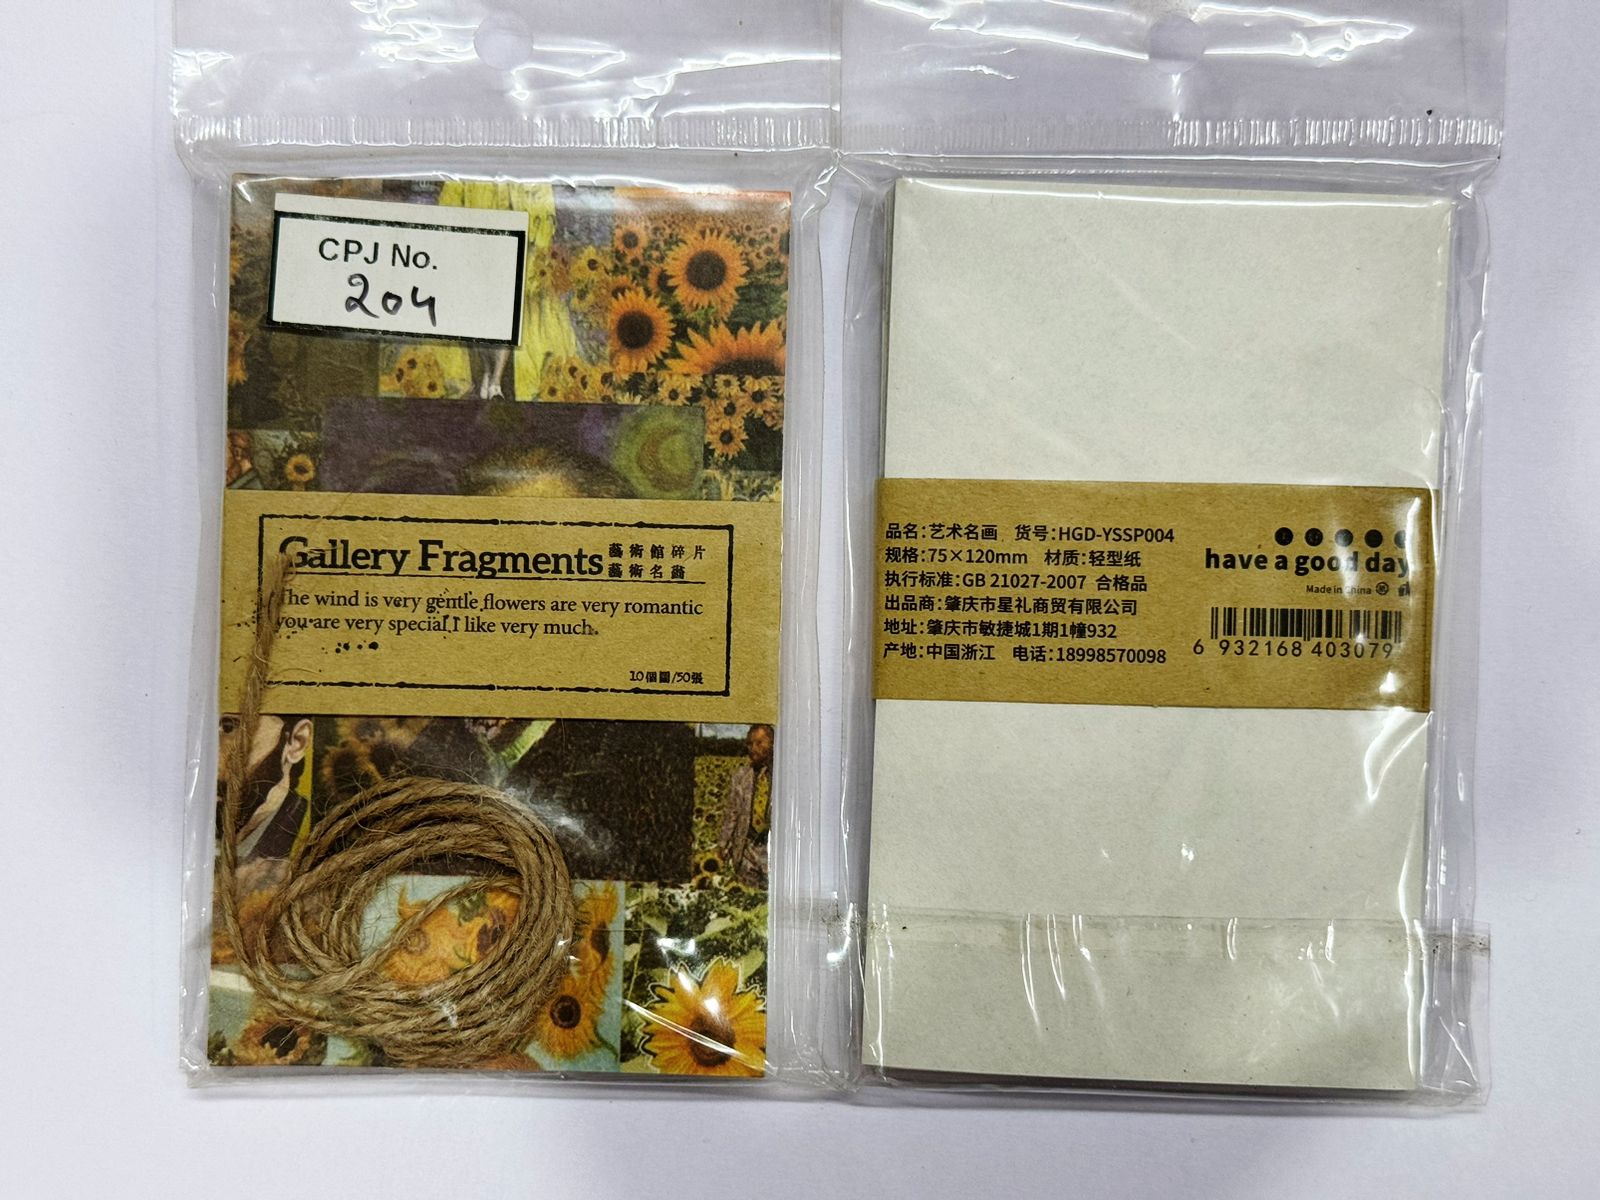 CPJ No.
204
Gallery Fragments
藝術館碎片
藝術名畵
The wind is very gentle flowers are very romantic
you are very special I like very much.
10個圖/50張
品名:艺术名画 货号:HGD-YSSP004
规格:75×120mm 材质:轻型纸
执行标准:GB 21027-2007 合格品
出品商:肇庆市星礼商贸有限公司
地址:肇庆市敏捷城1期1幢932
产地:中国浙江 电话:18998570098
have a good day
Made in China
6 932168 403079